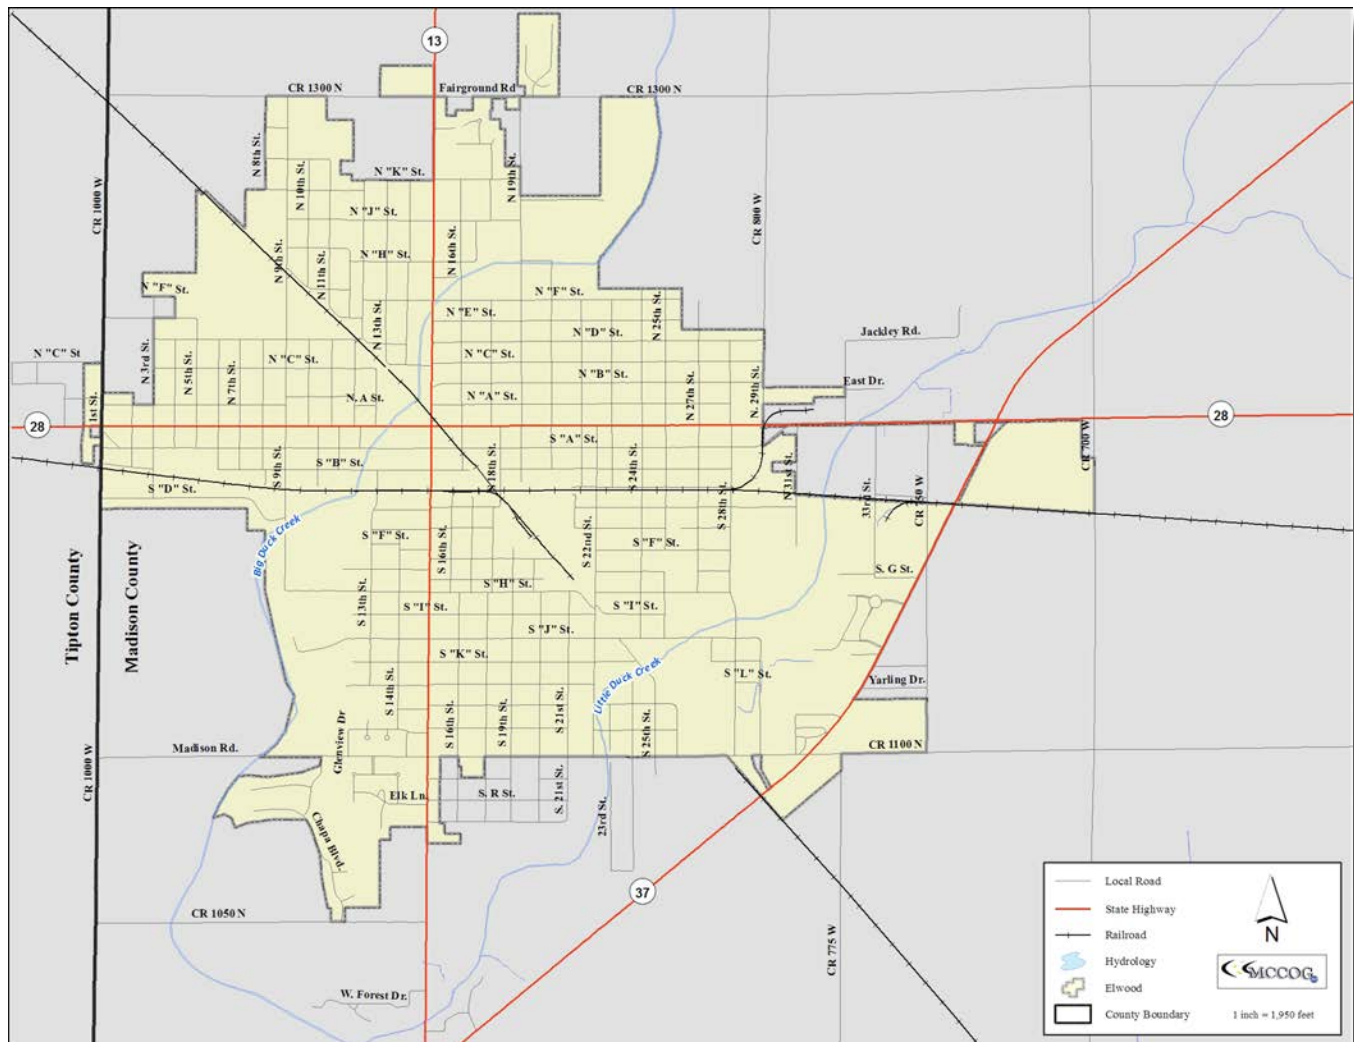 13
CR 1300 N
Fairground Rd
CR 1300 N
N 8th St.
N 10th St.
N "K" St.
N 19th St.
CR 1000 W
N "J" St.
CR 800 W
N 9th St.
N 11th St.
N "H" St.
N 16th St.
N "F" St.
N "F" St.
N 13th St.
N "E" St.
N 25th St.
N "D" St.
Jackley Rd.
N "C" St
N 3rd St.
N 5th St.
N 7th St.
N "C" St.
N "C" St.
N "B" St.
East Dr.
1st St.
N. A St.
N "A" St.
N 27th St.
N. 29th St.
28
28
S "A" St.
CR 700 W
S 9th St.
S "B" St.
N 18th St.
S 24th St.
N 31st St.
S "D" St.
33rd St.
CR 750 W
S 28th St.
Big Duck Creek
S "F" St.
S 16th St.
S 22nd St.
S "F" St.
Tipton County
Madison County
S "H" St.
S. G St.
S 13th St.
S "I" St.
S "I" St.
S "J" St.
S "K" St.
Little Duck Creek
S "L" St.
S 14th St.
Yarling Dr.
S 16th St.
S 19th St.
S 21st St.
S 25th St.
Glenview Dr
Madison Rd.
CR 1100 N
CR 1000 W
Elk Ln.
S. R St.
S. 21st St.
23rd St.
Chapa Blvd.
37
CR 1050 N
CR 775 W
W. Forest Dr.
Local Road
State Highway
Railroad
Hydrology
Elwood
County Boundary
N
MCCOG
1 inch = 1,950 feet